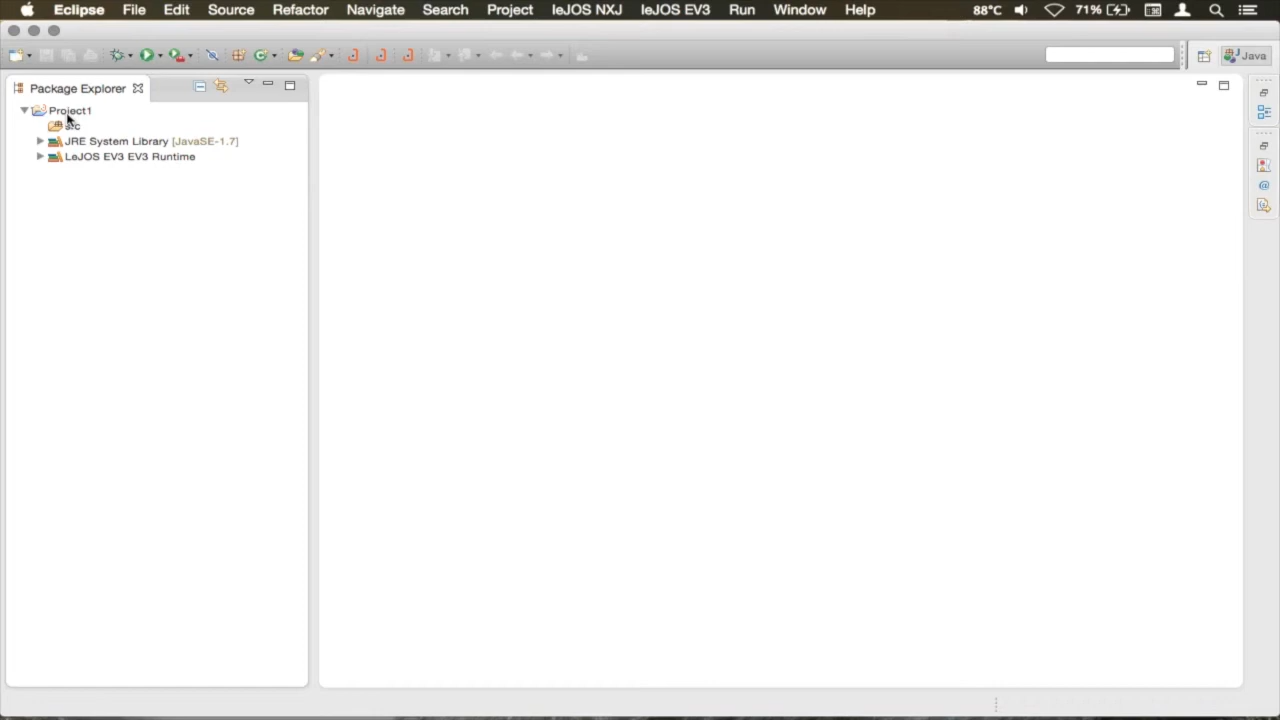 Eclipse File Edit Source Refactor Navigate Search Project leJOS NXJ leJOS EV3 Run Window Help 88°C 71%
Java
Package Explorer
Project1
src
JRE System Library [JavaSE-1.7]
LeJOS EV3 EV3 Runtime